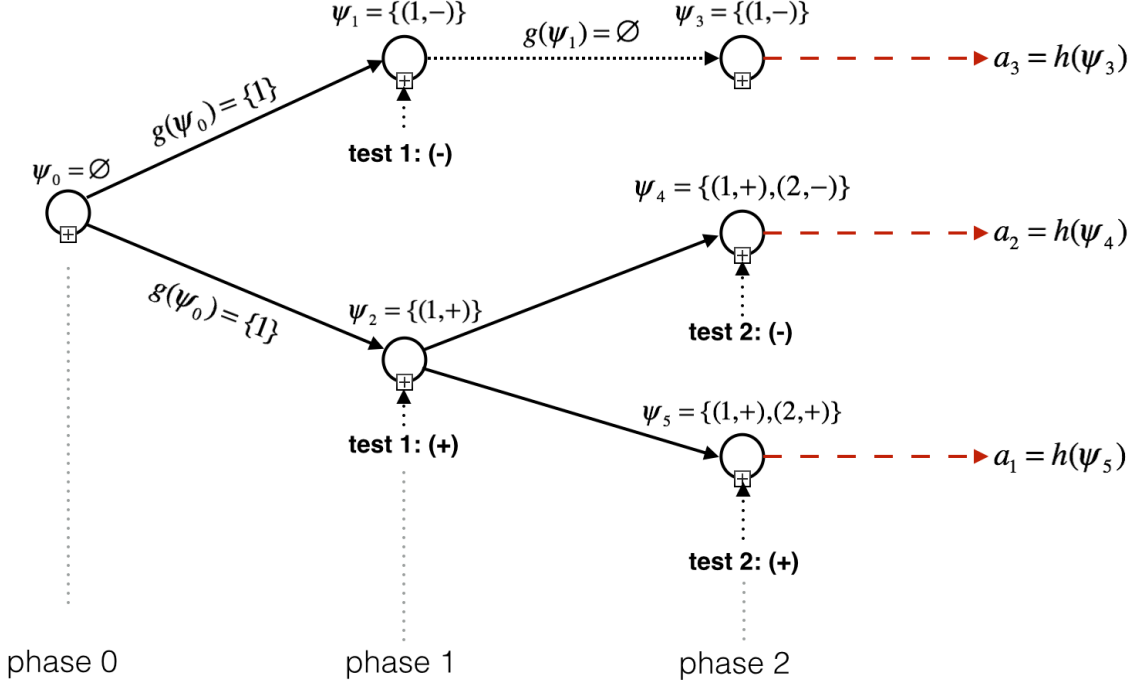 ψ₁ = {(1,−)}
g(ψ₁) = ∅
ψ₃ = {(1,−)}
a₃ = h(ψ₃)
g(ψ₀) = {1}
test 1: (-)
ψ₀ = ∅
ψ₄ = {(1,+),(2,−)}
a₂ = h(ψ₄)
g(ψ₀) = {1}
ψ₂ = {(1,+)}
test 2: (-)
ψ₅ = {(1,+),(2,+)}
test 1: (+)
a₁ = h(ψ₅)
test 2: (+)
phase 0 phase 1 phase 2